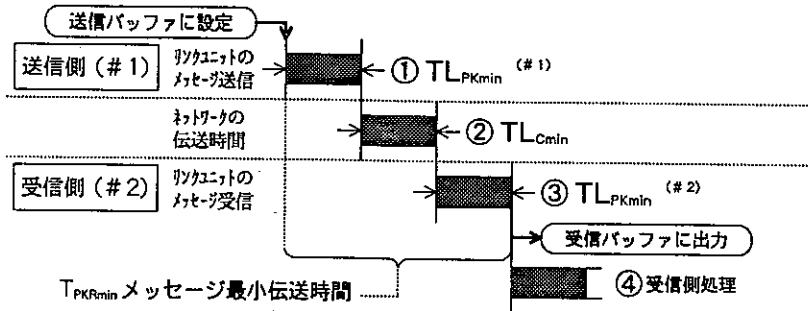 送信バッファに設定
送信側（＃1）
リンクユニットの
メッセージ送信
① TLPKmin （＃1）
ネットワークの
伝送時間
② TLCmin
受信側（＃2）
リンクユニットの
メッセージ受信
③ TLPKmin （＃2）
受信バッファに出力
TPKRmin メッセージ最小伝送時間
④受信側処理